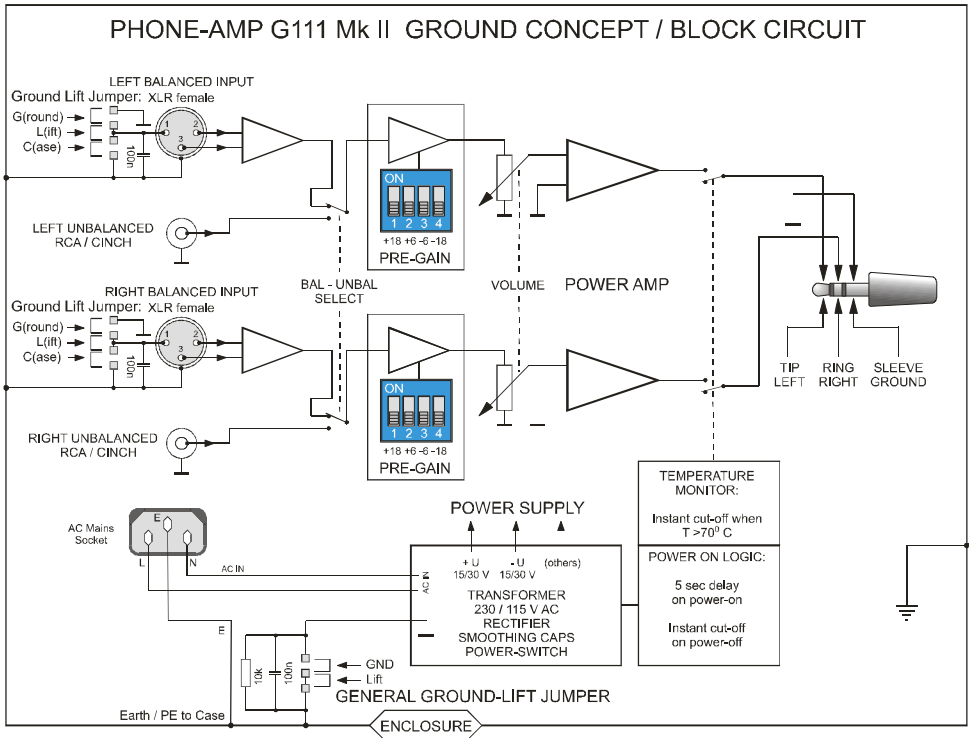 PHONE-AMP G111 Mk II GROUND CONCEPT / BLOCK CIRCUIT
LEFT BALANCED INPUT
Ground Lift Jumper: XLR female
G(round)
L(ift)
C(ase)
100n
1
2
3
ON
1 2 3 4
+18 +6 -6 -18
PRE-GAIN
LEFT UNBALANCED
RCA / CINCH
BAL - UNBAL
SELECT
VOLUME
POWER AMP
RIGHT BALANCED INPUT
Ground Lift Jumper: XLR female
G(round)
L(ift)
C(ase)
100n
1
2
3
ON
1 2 3 4
+18 +6 -6 -18
PRE-GAIN
RIGHT UNBALANCED
RCA / CINCH
TIP
LEFT
RING
RIGHT
SLEEVE
GROUND
TEMPERATURE
MONITOR:
Instant cut-off when
T >70⁰ C
POWER ON LOGIC:
5 sec delay
on power-on
Instant cut-off
on power-off
POWER SUPPLY
+ U
15/30 V
- U
15/30 V
(others)
TRANSFORMER
230 / 115 V AC
RECTIFIER
SMOOTHING CAPS
POWER-SWITCH
AC IN
AC IN
AC Mains
Socket
E
L
N
E
10k
100n
GND
Lift
GENERAL GROUND-LIFT JUMPER
Earth / PE to Case
ENCLOSURE